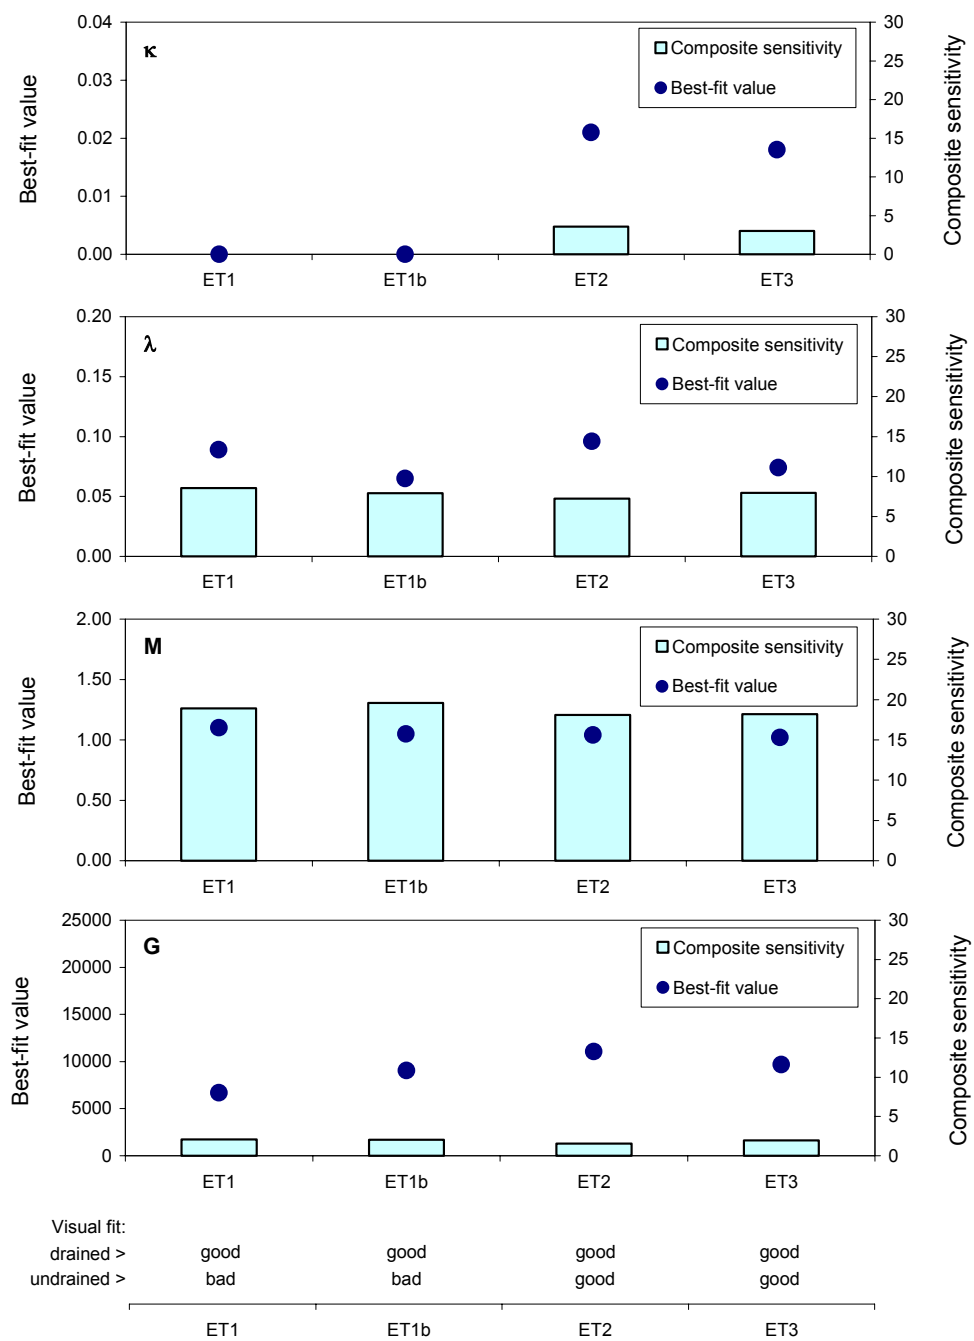 κ
Composite sensitivity
Best-fit value
0.04
0.03
0.02
0.01
0.00
30
25
20
15
10
5
0
Best-fit value
Composite sensitivity
ET1 ET1b ET2 ET3
λ
Composite sensitivity
Best-fit value
0.20
0.15
0.10
0.05
0.00
30
25
20
15
10
5
0
Best-fit value
Composite sensitivity
ET1 ET1b ET2 ET3
M
Composite sensitivity
Best-fit value
2.00
1.50
1.00
0.50
0.00
30
25
20
15
10
5
0
Best-fit value
Composite sensitivity
ET1 ET1b ET2 ET3
G
Composite sensitivity
Best-fit value
25000
20000
15000
10000
5000
0
30
25
20
15
10
5
0
Best-fit value
Composite sensitivity
ET1 ET1b ET2 ET3
Visual fit:
drained > good good good good
undrained > bad bad good good
ET1 ET1b ET2 ET3